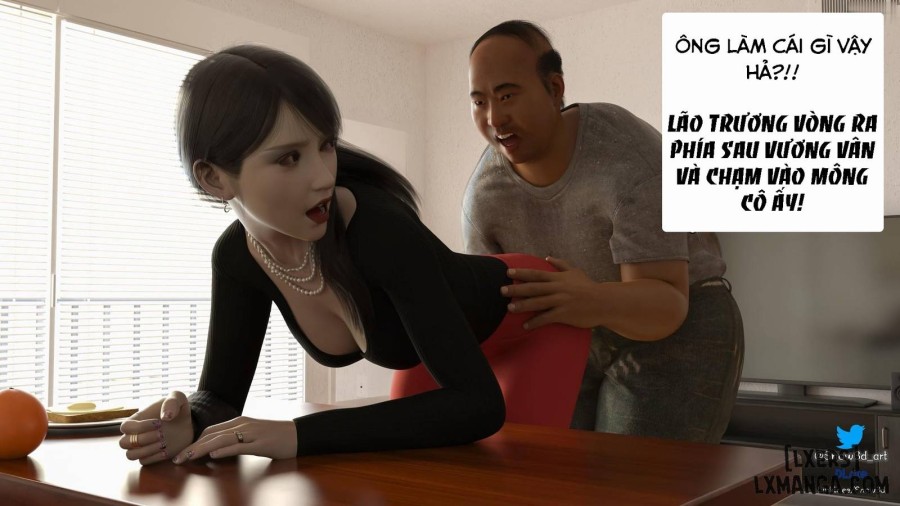 ÔNG LÀM CÁI GÌ VẬY
HẢ?!!
LÃO TRƯƠNG VÒNG RA
PHÍA SAU VƯƠNG VÂN
VÀ CHẠM VÀO MÔNG
CÔ ẤY!
[LXERS]
LXMANGA.COM